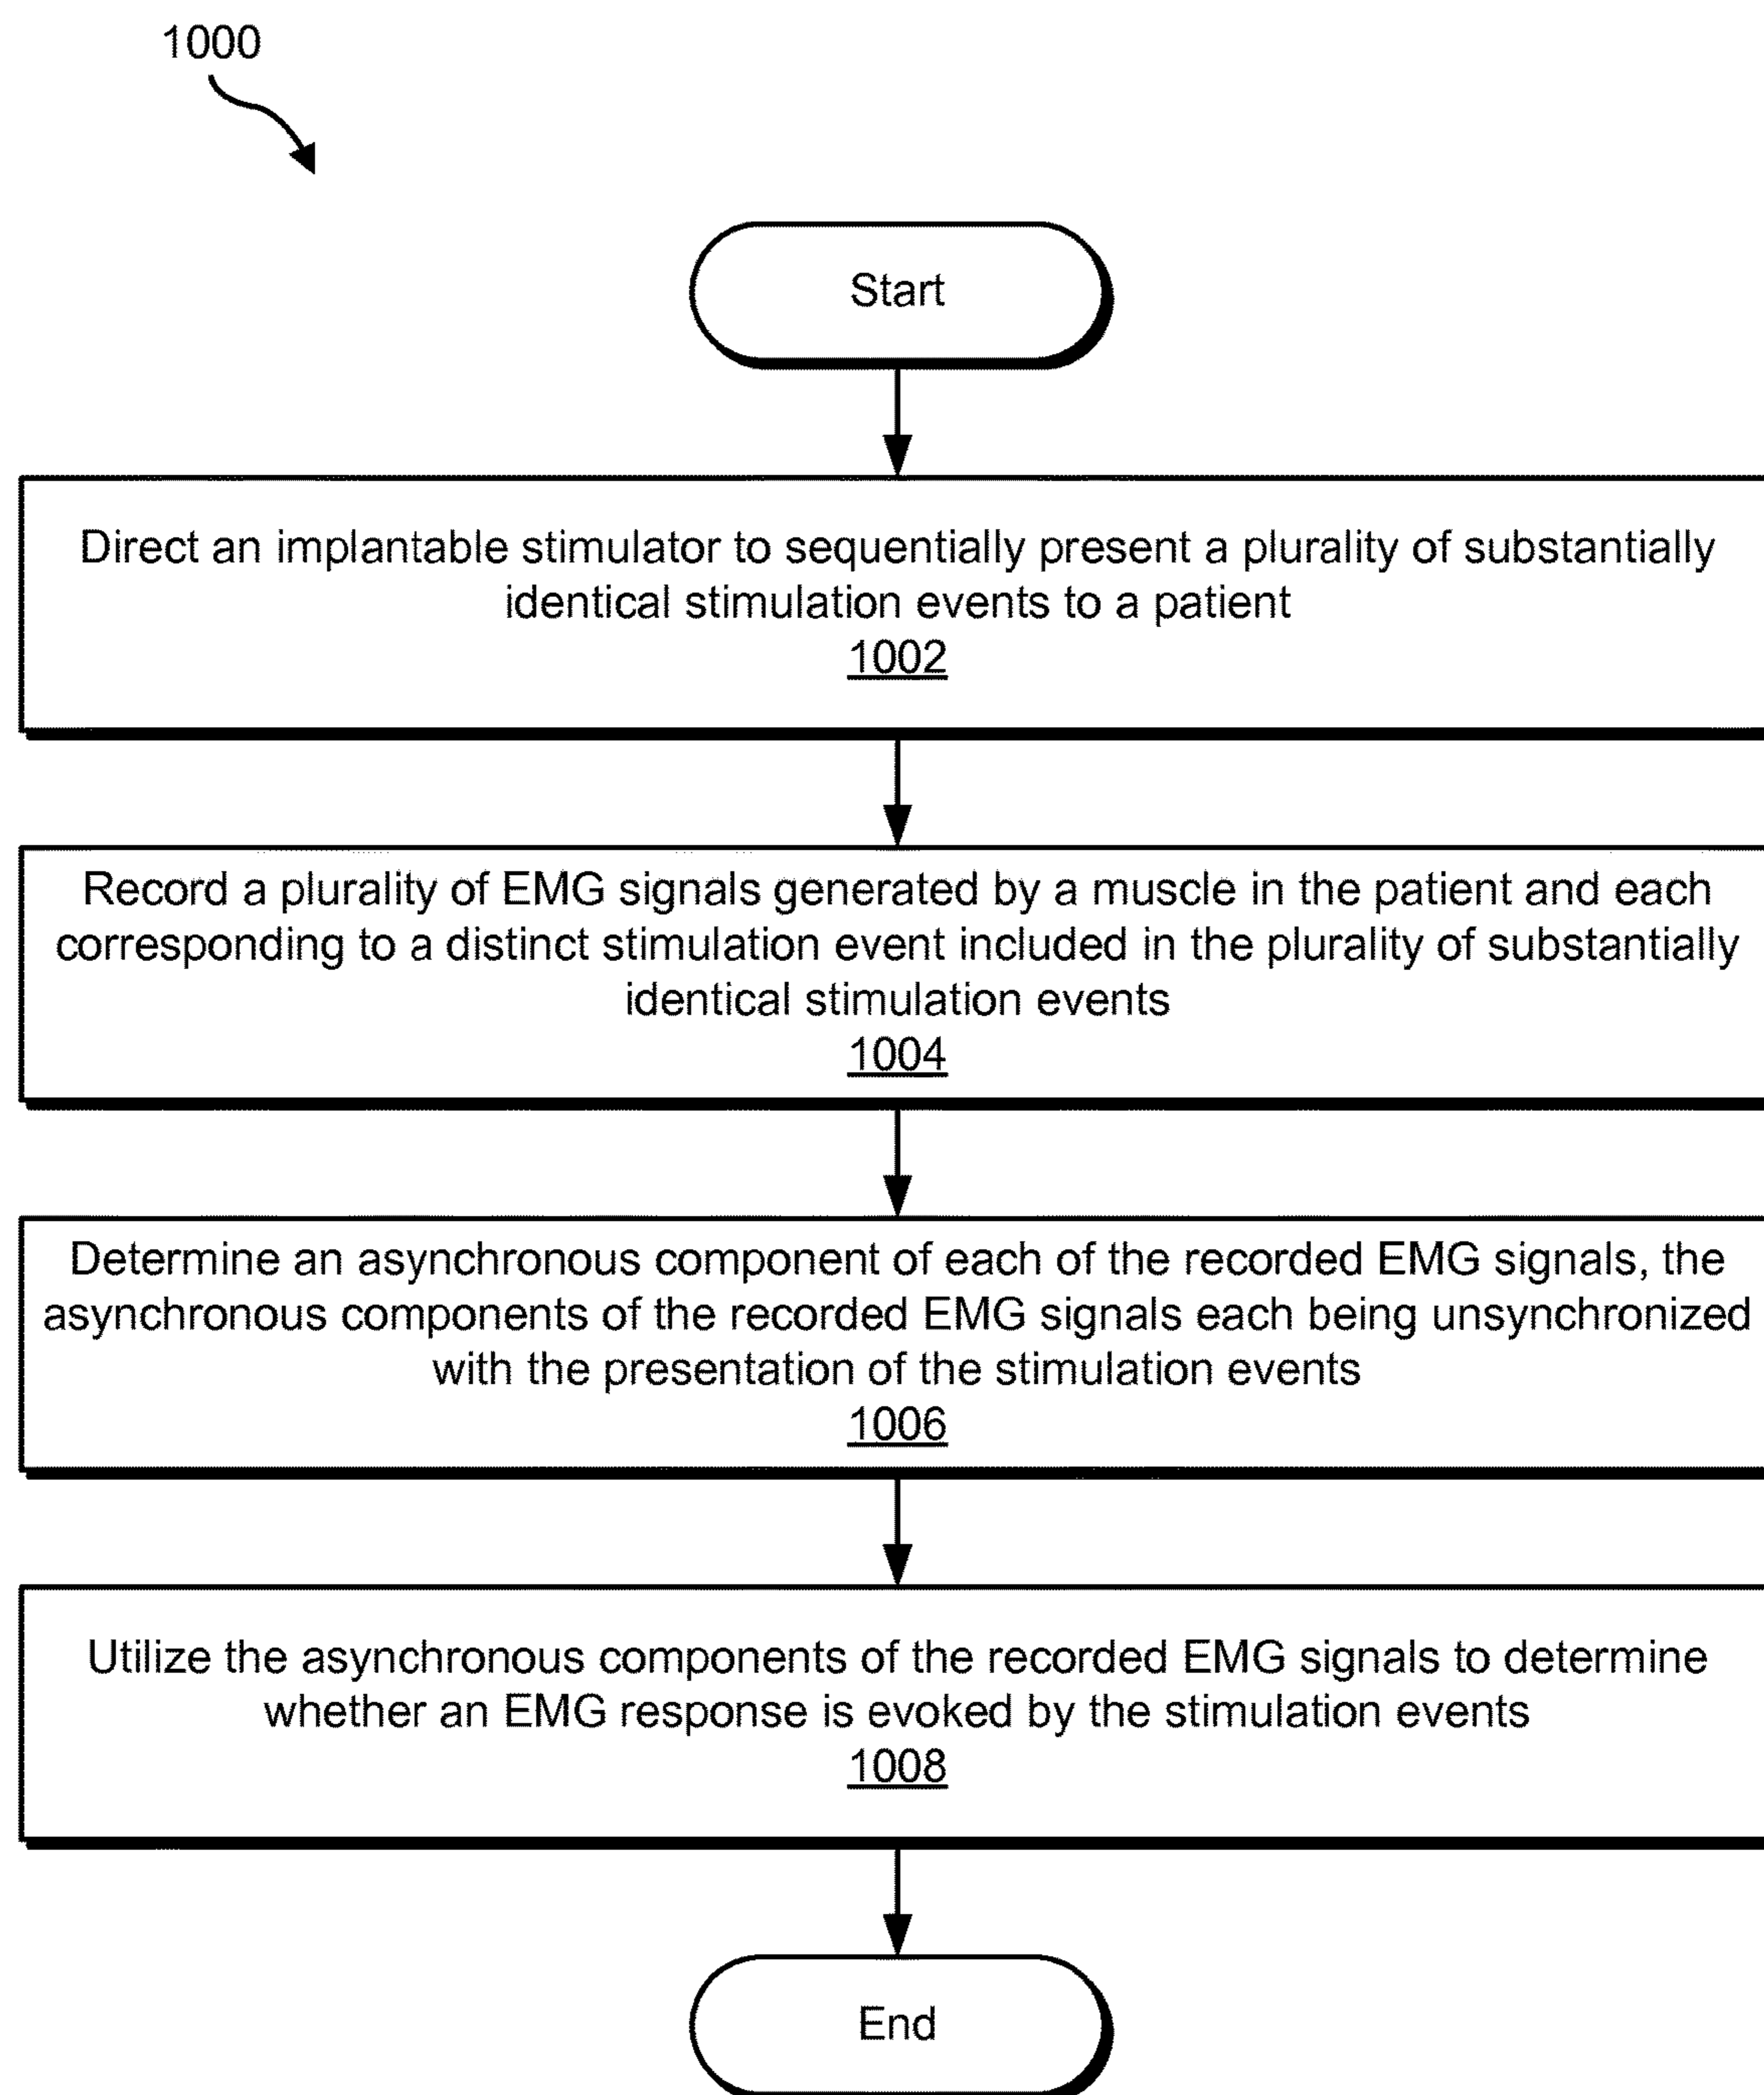 1000
Start
Direct an implantable stimulator to sequentially present a plurality of substantially
identical stimulation events to a patient
1002
Record a plurality of EMG signals generated by a muscle in the patient and each
corresponding to a distinct stimulation event included in the plurality of substantially
identical stimulation events
1004
Determine an asynchronous component of each of the recorded EMG signals, the
asynchronous components of the recorded EMG signals each being unsynchronized
with the presentation of the stimulation events
1006
Utilize the asynchronous components of the recorded EMG signals to determine
whether an EMG response is evoked by the stimulation events
1008
End